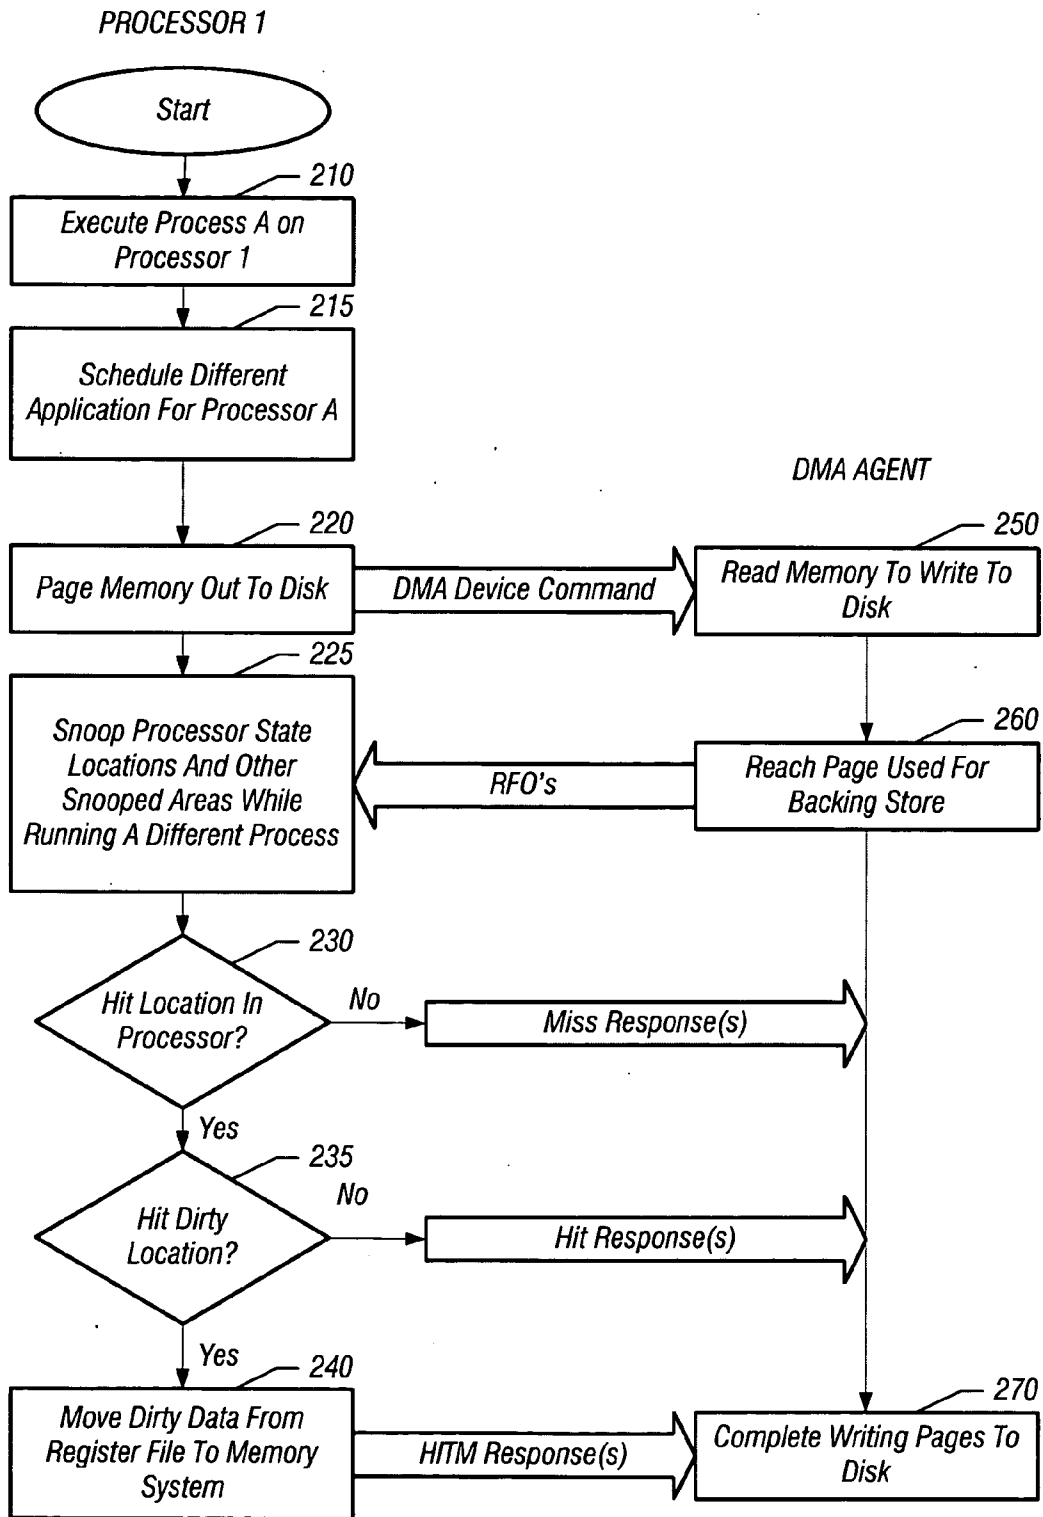 PROCESSOR 1
Start
210
Execute Process A on
Processor 1
215
Schedule Different
Application For Processor A
DMA AGENT
220
Page Memory Out To Disk
DMA Device Command
250
Read Memory To Write To
Disk
225
Snoop Processor State
Locations And Other
Snooped Areas While
Running A Different Process
RFO's
260
Reach Page Used For
Backing Store
230
Hit Location In
Processor?
No
Miss Response(s)
Yes
235
Hit Dirty
Location?
No
Hit Response(s)
Yes
240
Move Dirty Data From
Register File To Memory
System
HITM Response(s)
270
Complete Writing Pages To
Disk